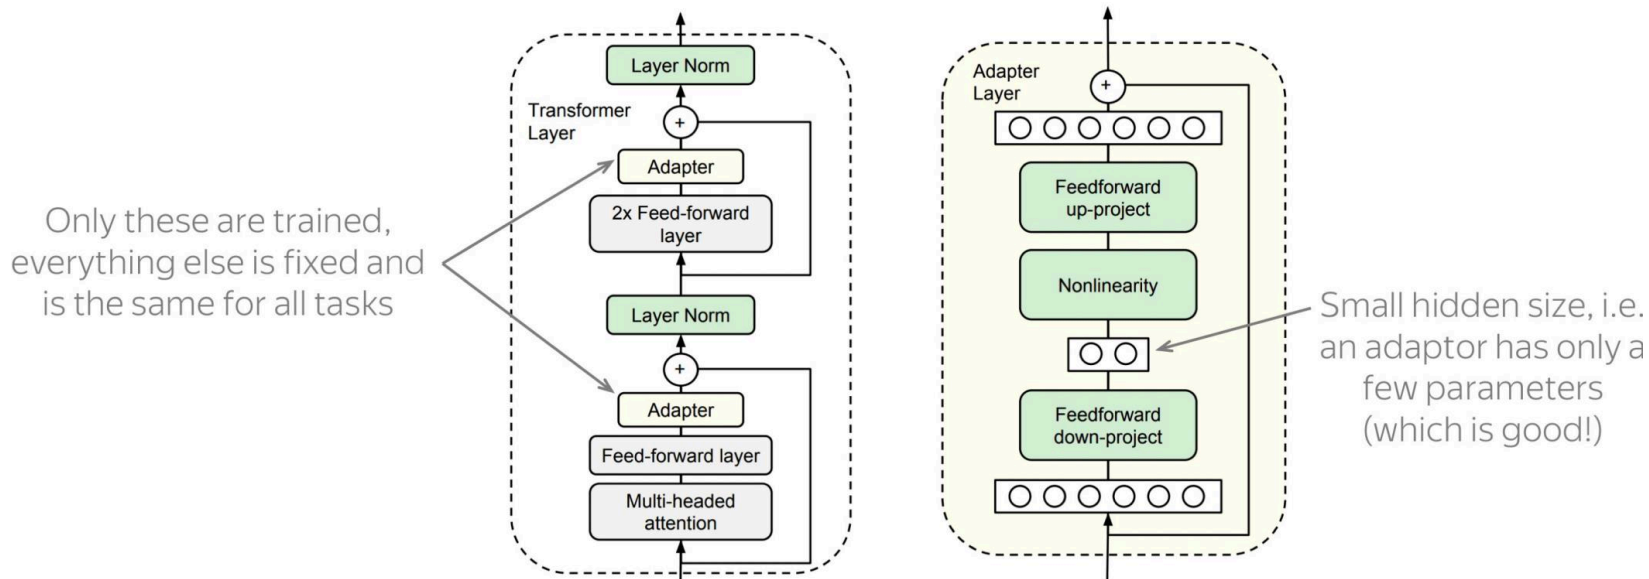 Only these are trained,
everything else is fixed and
is the same for all tasks
Transformer
Layer
Layer Norm
+
Adapter
2x Feed-forward
layer
Layer Norm
+
Adapter
Feed-forward layer
Multi-headed
attention
Adapter
Layer
+
Feedforward
up-project
Nonlinearity
Feedforward
down-project
Small hidden size, i.e.
an adaptor has only a
few parameters
(which is good!)